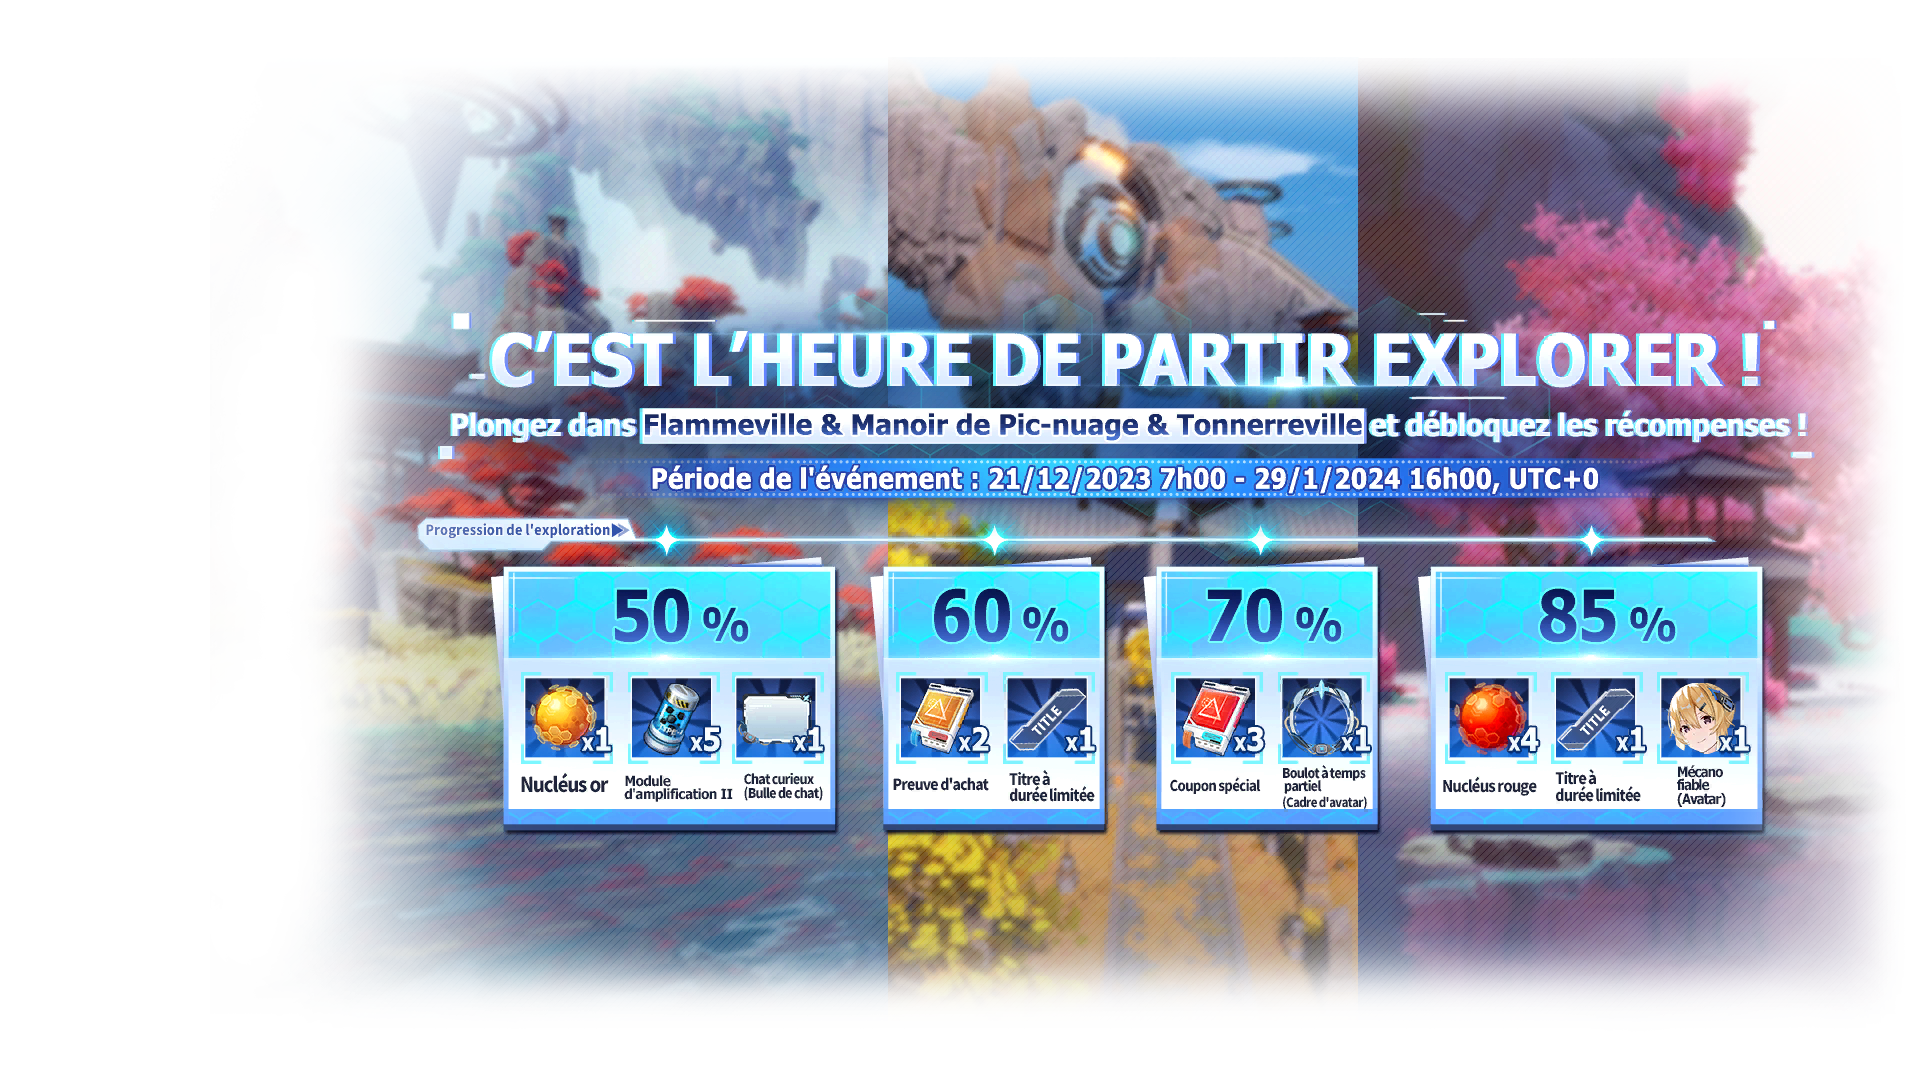 C'EST L'HEURE DE PARTIR EXPLORER !
Plongez dans Flammeville & Manoir de Pic-nuage & Tonnerreville et débloquez les récompenses !
Période de l'événement : 21/12/2023 7h00 - 29/1/2024 16h00, UTC+0
Progression de l'exploration
50 %
x1
x5
x1
Nucléus or
Module
d'amplification II
Chat curieux
(Bulle de chat)
60 %
x2
TITLE
x1
Preuve d'achat
Titre à
durée limitée
70 %
x3
x1
Coupon spécial
Boulot à temps
partiel
(Cadre d'avatar)
85 %
x4
TITLE
x1
x1
Nucléus rouge
Titre à
durée limitée
Mécano
fiable
(Avatar)